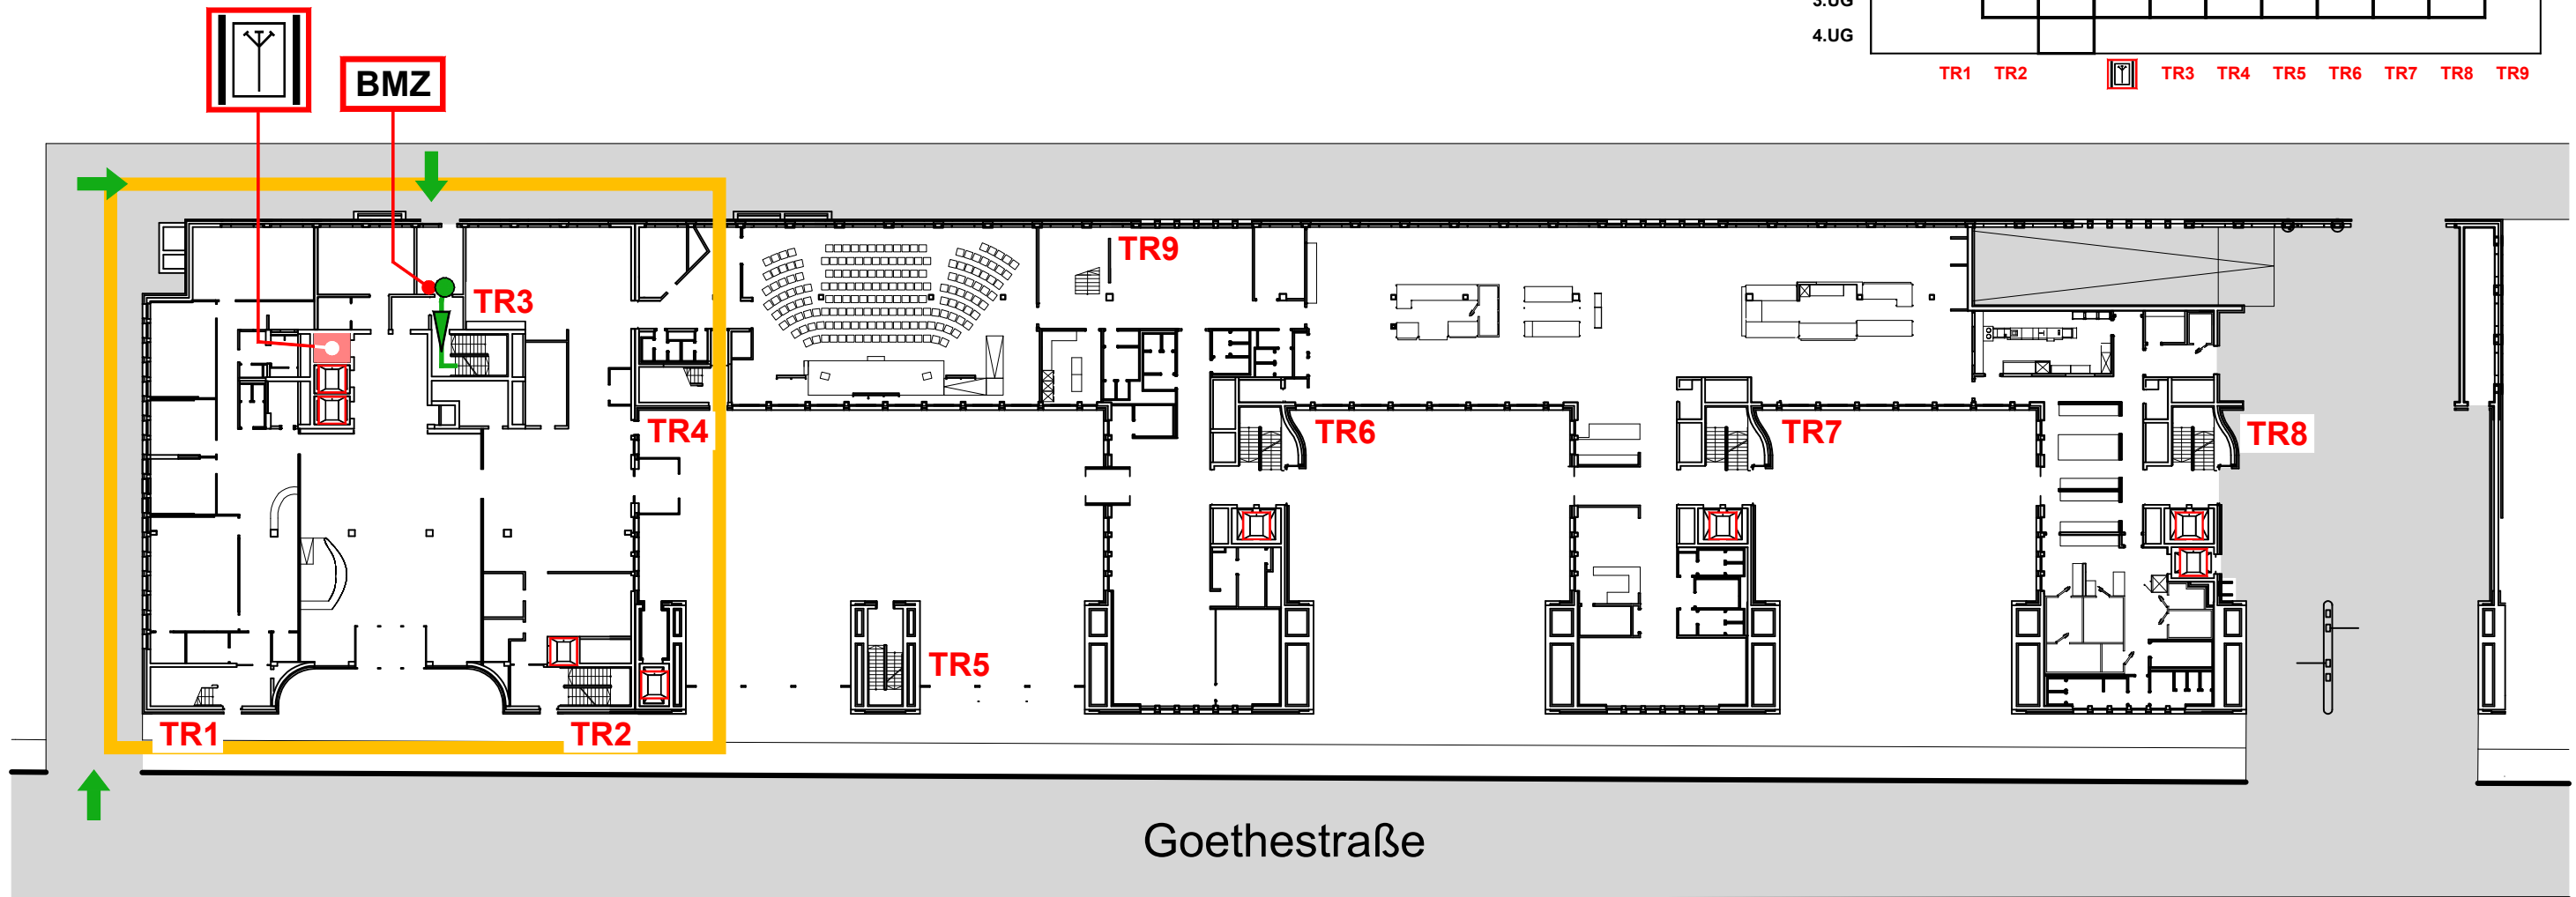 3.UG
4.UG
TR1 TR2 TR3 TR4 TR5 TR6 TR7 TR8 TR9
BMZ
TR9
TR3
TR4
TR6
TR7
TR8
TR5
TR1
TR2
Goethestraße